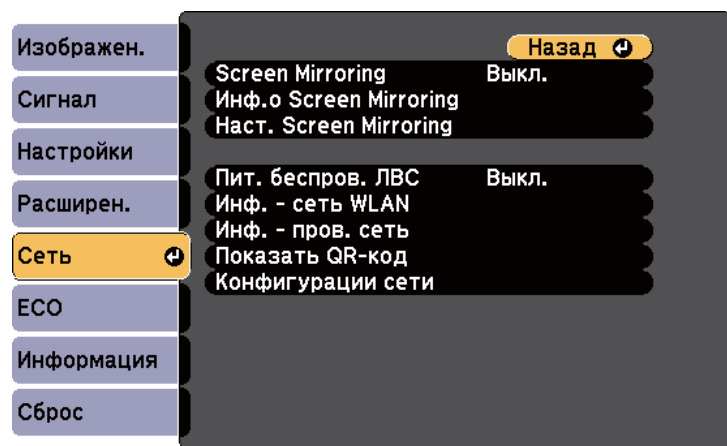 Изображен.
Сигнал
Настройки
Расширен.
Сеть
ECO
Информация
Сброс
Назад
Screen Mirroring Выкл.
Инф.о Screen Mirroring
Наст. Screen Mirroring
Пит. беспров. ЛВС Выкл.
Инф. - сеть WLAN
Инф. - пров. сеть
Показать QR-код
Конфигурации сети